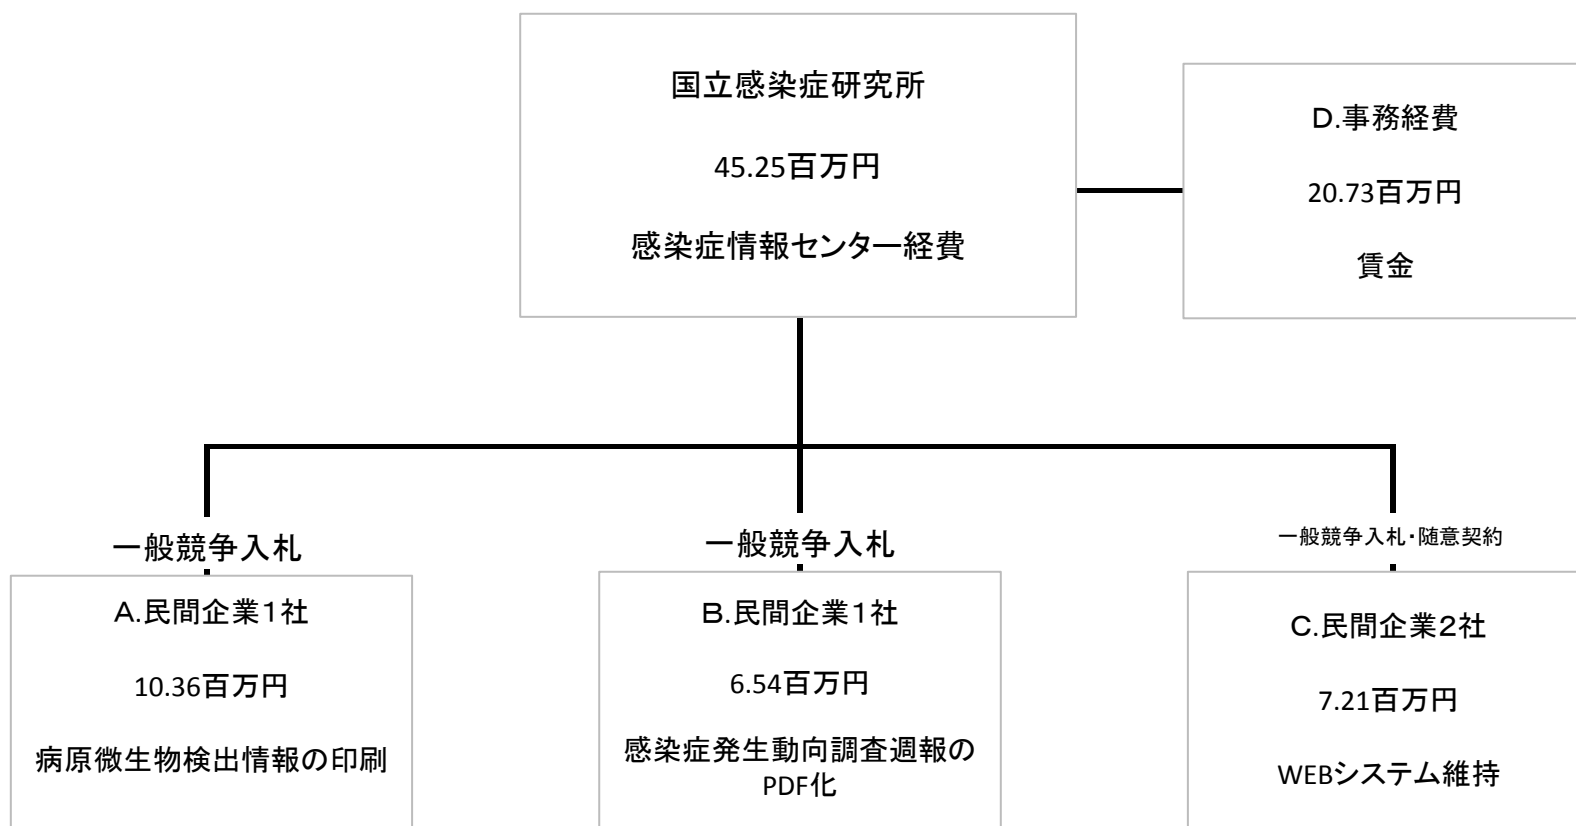 国立感染症研究所
45.25百万円
感染症情報センター経費
D.事務経費
20.73百万円
賃金
一般競争入札
A.民間企業1社
10.36百万円
病原微生物検出情報の印刷
一般競争入札
B.民間企業1社
6.54百万円
感染症発生動向調査週報の
PDF化
一般競争入札・随意契約
C.民間企業2社
7.21百万円
WEBシステム維持